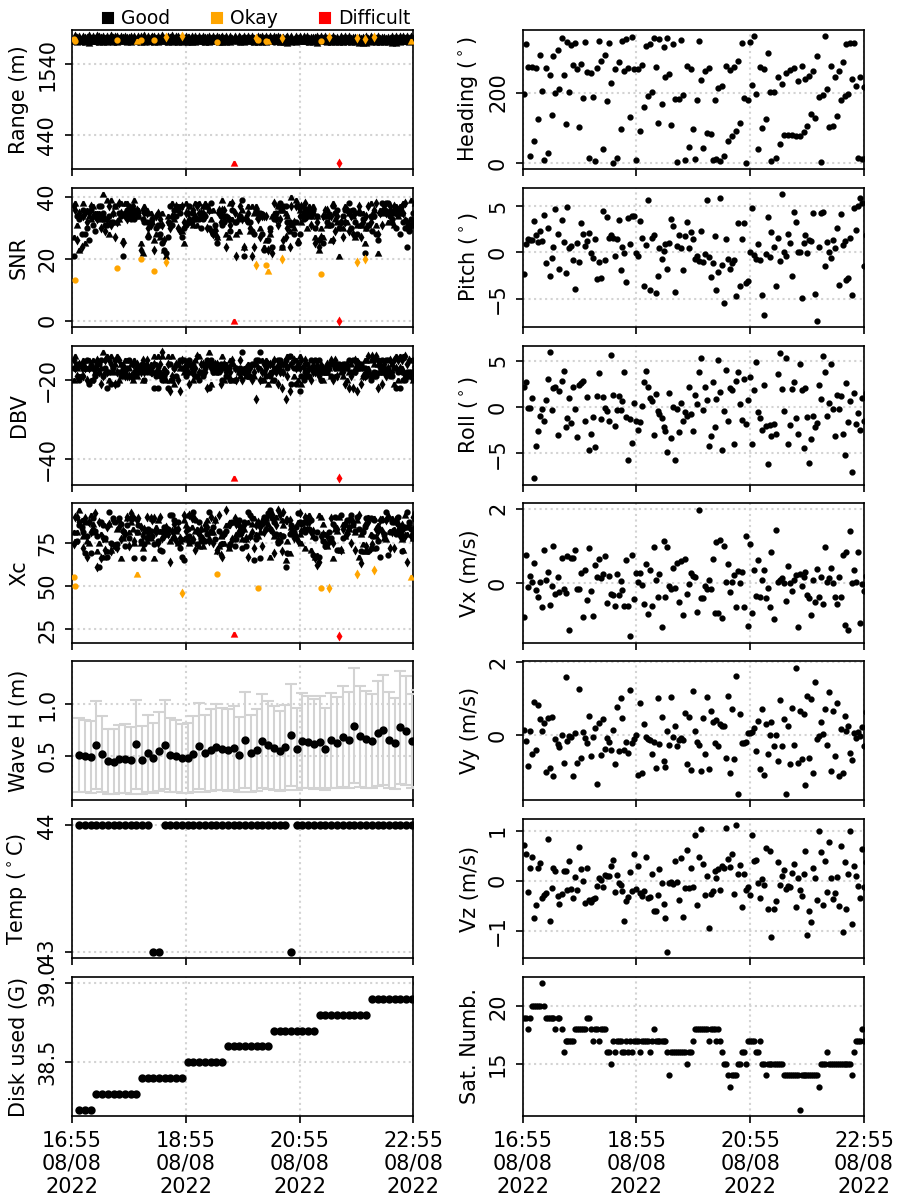 Good Okay Difficult
Range (m)
1540
440
Heading (°)
200
0
SNR
40
20
0
Pitch (°)
5
0
−5
DBV
−20
−40
Roll (°)
5
0
−5
Xc
75
50
25
Vx (m/s)
2
0
Wave H (m)
1.0
0.5
Vy (m/s)
2
0
Temp (°C)
44
43
Vz (m/s)
1
0
−1
Disk used (G)
39.0
38.5
Sat. Numb.
20
15
16:55 18:55 20:55 22:55
08/08 08/08 08/08 08/08
2022 2022 2022 2022
16:55 18:55 20:55 22:55
08/08 08/08 08/08 08/08
2022 2022 2022 2022